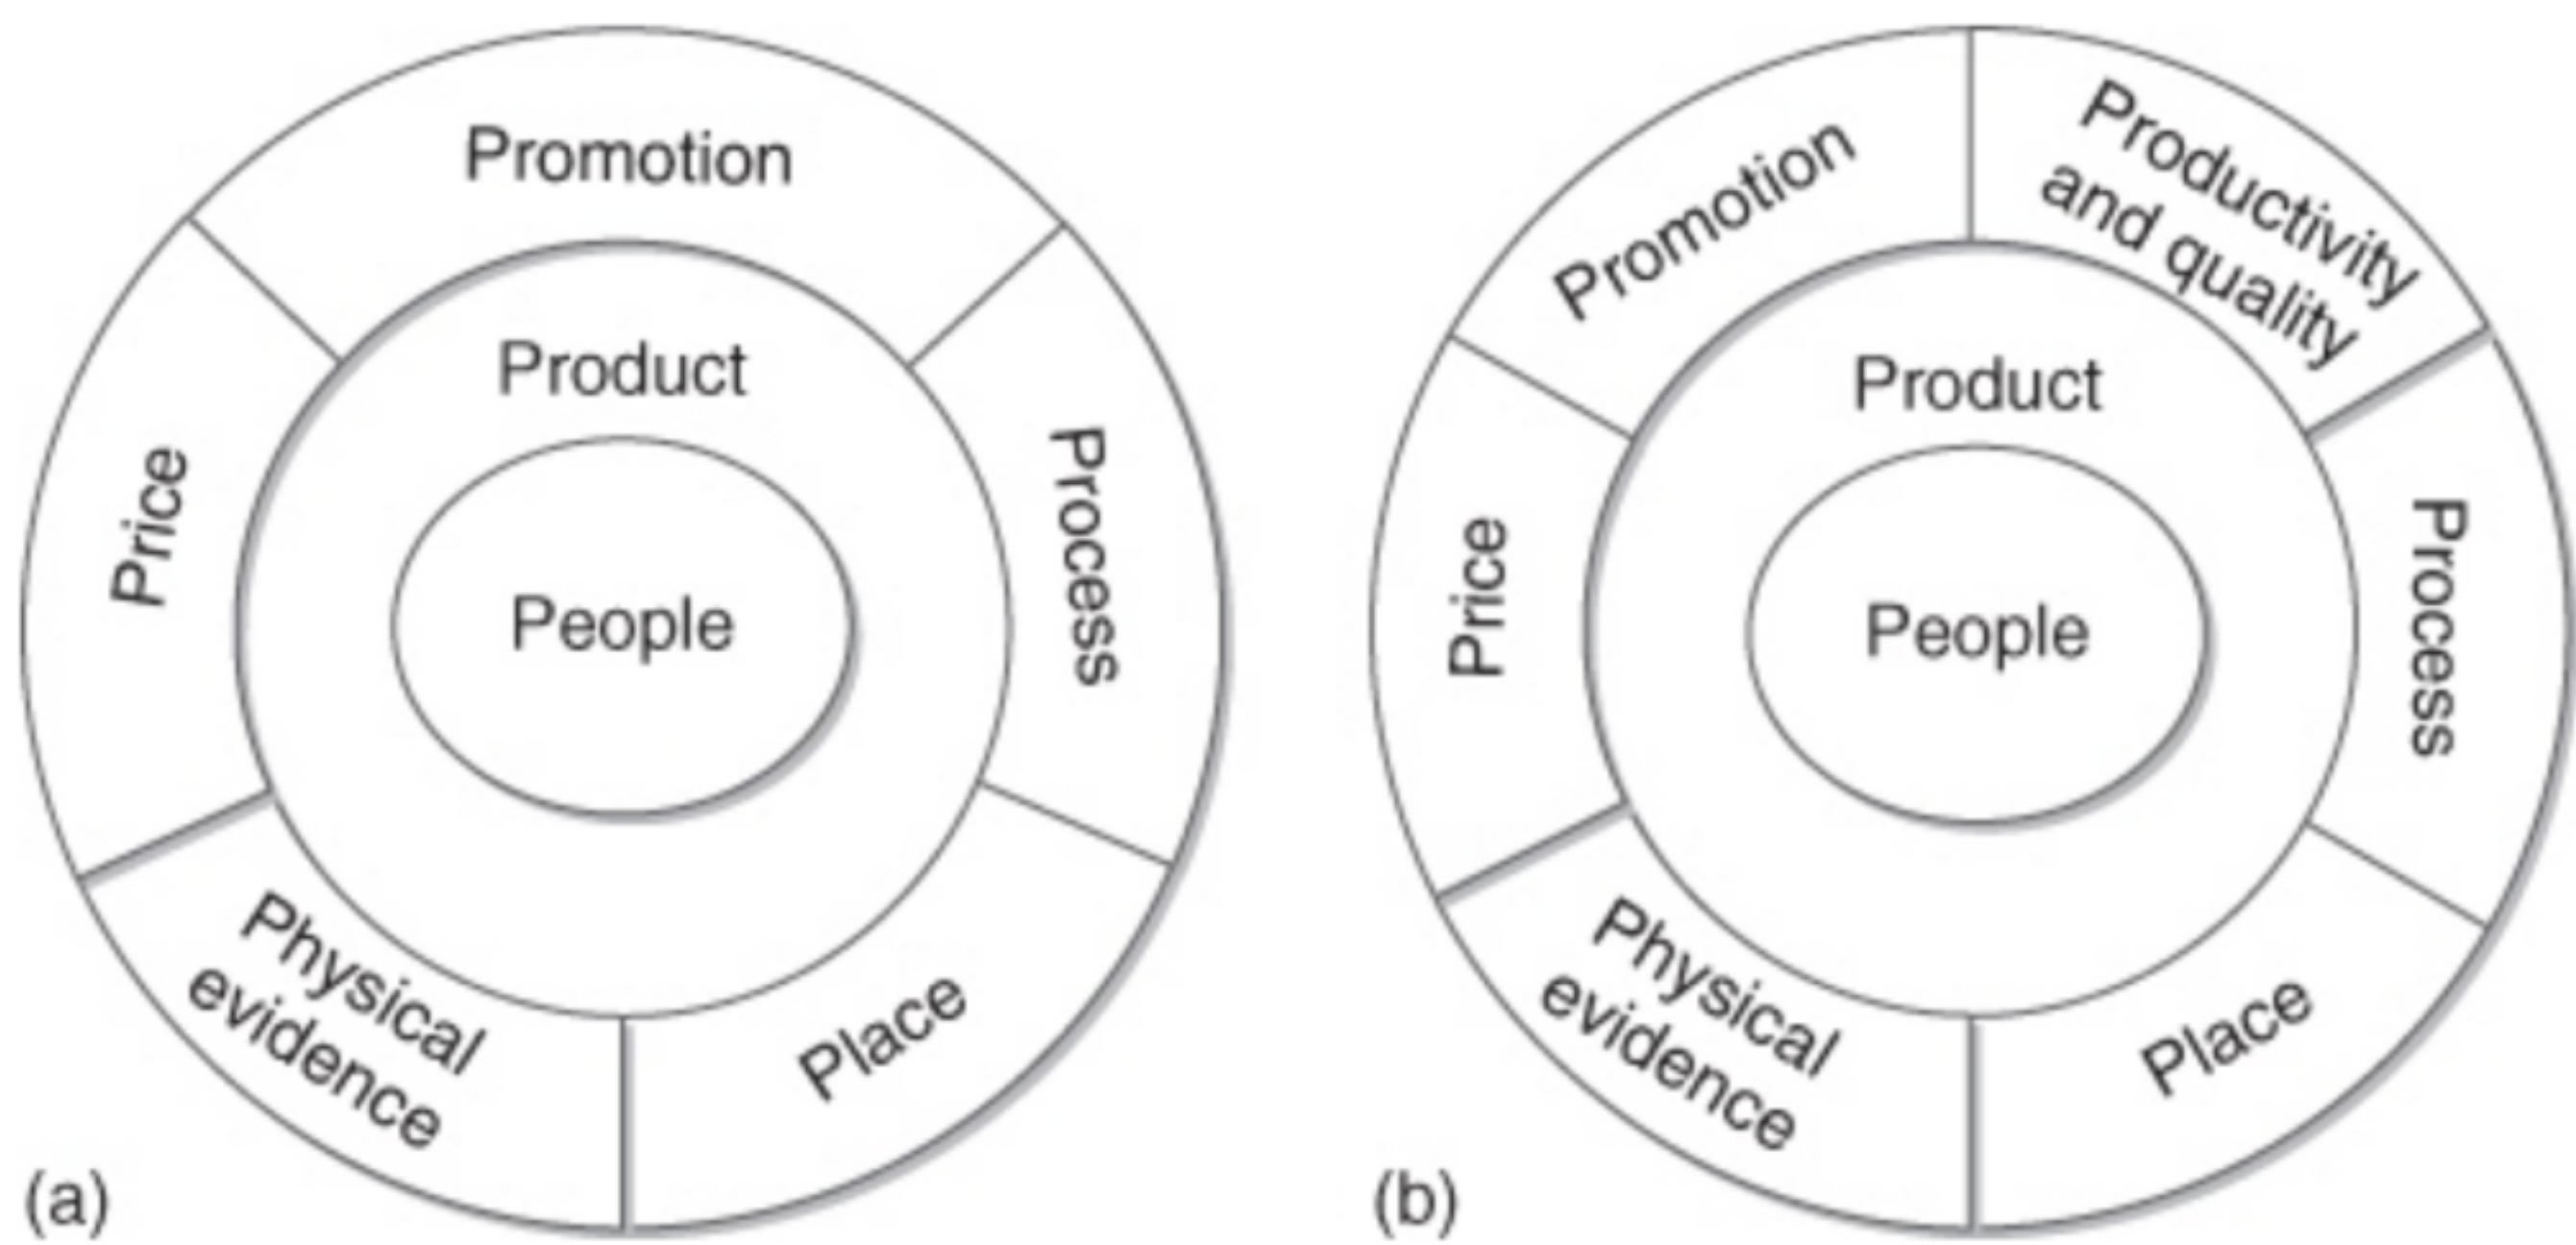 Promotion
Product
Price
Process
People
Physical
evidence
Place
(a)
Promotion
Productivity
and quality
Product
Price
Process
People
Physical
evidence
Place
(b)